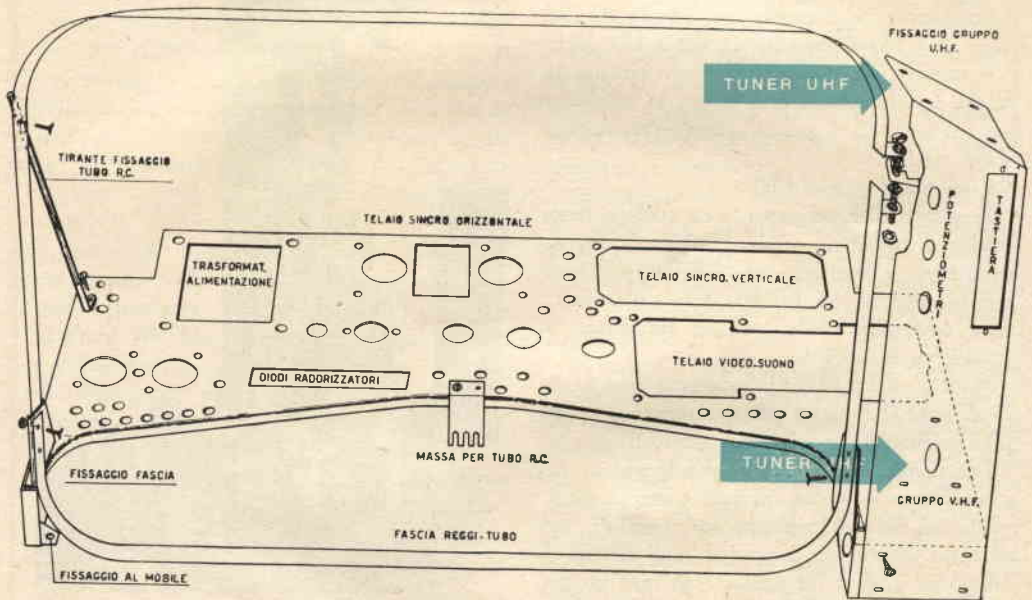 FISSAGGIO GRUPPO
U.H.F.
TUNER UHF
TIRANTE FISSAGGIO
TUBO R.C.
TELAIO SINCRO ORIZZONTALE
POTENZIOMETRI
TASTIERA
TRASFORMAT.
ALIMENTAZIONE
TELAIO SINCRO. VERTICALE
TELAIO VIDEO-SUONO
DIODI RADDRIZZATORI
MASSA PER TUBO R.C.
TUNER VHF
FISSAGGIO FASCIA
GRUPPO V.H.F.
FASCIA REGGI-TUBO
FISSAGGIO AL MOBILE